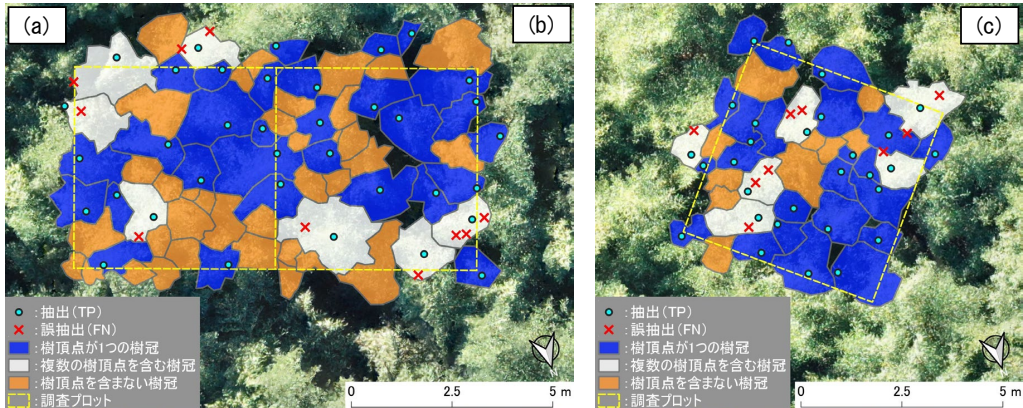 (a)
(b)
:抽出(TP)
:誤抽出(FN)
:樹頂点が1つの樹冠
:複数の樹頂点を含む樹冠
:樹頂点を含まない樹冠
:調査プロット
0 2.5 5 m
(c)
:抽出(TP)
:誤抽出(FN)
:樹頂点が1つの樹冠
:複数の樹頂点を含む樹冠
:樹頂点を含まない樹冠
:調査プロット
0 2.5 5 m